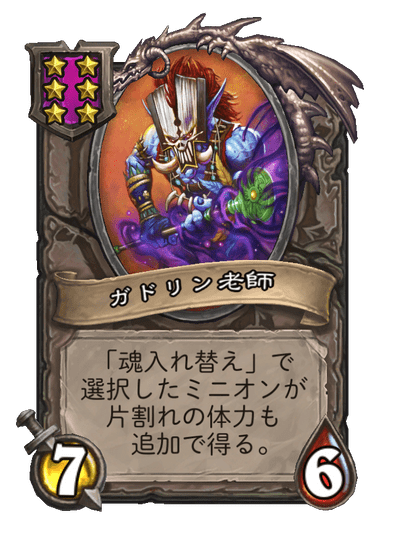 ガドリン老師
「魂入れ替え」で
選択したミニオンが
片割れの体力も
追加で得る。
7
6